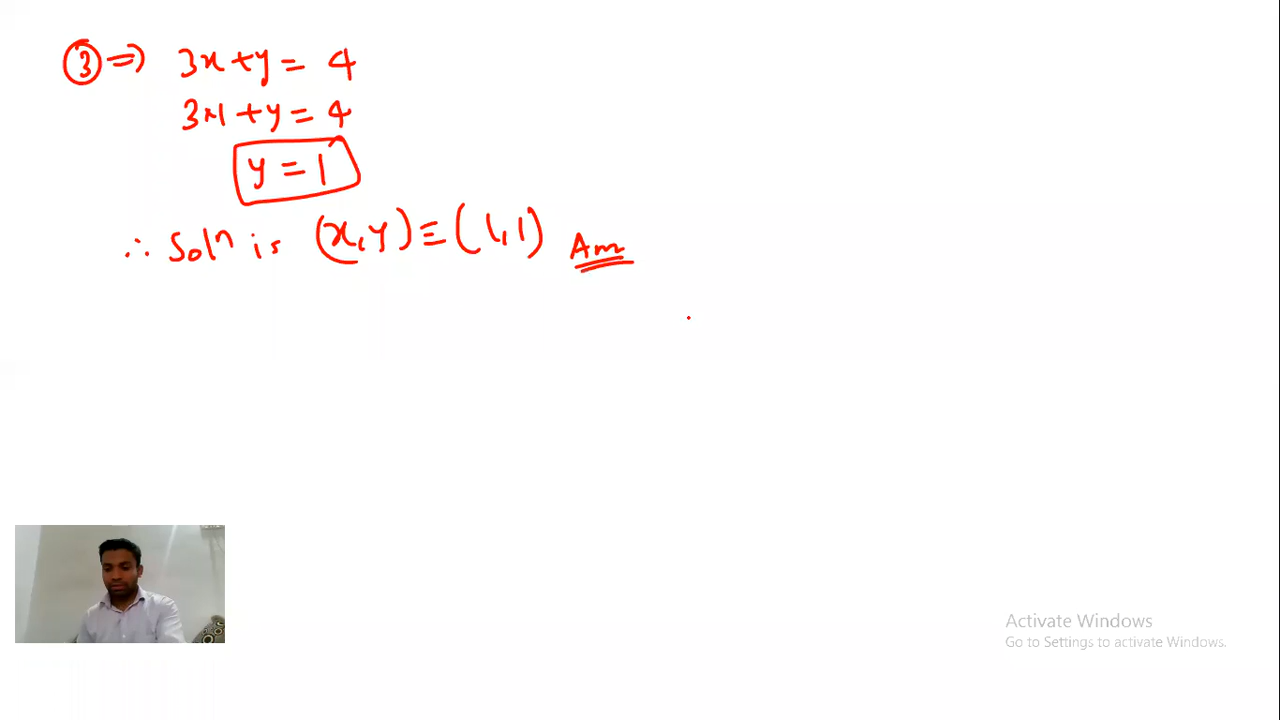 ③ ⇒ 3x + y = 4
3×1 + y = 4
y = 1
∴ Solⁿ is (x, y) ≡ (1, 1) Ans
Activate Windows
Go to Settings to activate Windows.